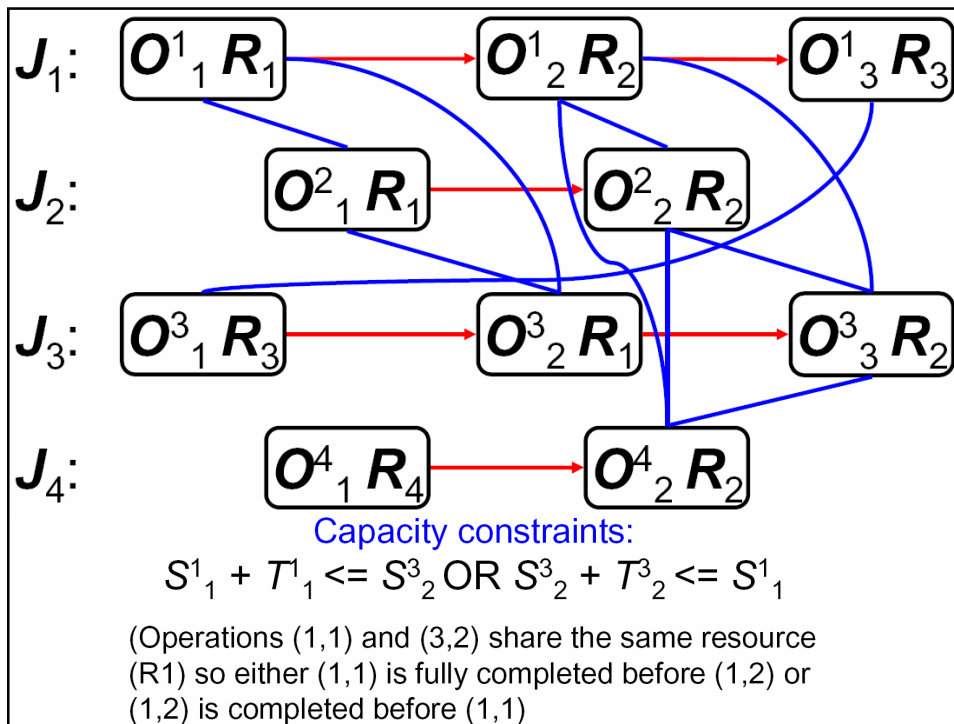 J₁: O¹₁ R₁ O¹₂ R₂ O¹₃ R₃
J₂: O²₁ R₁ O²₂ R₂
J₃: O³₁ R₃ O³₂ R₁ O³₃ R₂
J₄: O⁴₁ R₄ O⁴₂ R₂
Capacity constraints:
S¹₁ + T¹₁ <= S³₂ OR S³₂ + T³₂ <= S¹₁
(Operations (1,1) and (3,2) share the same resource
(R1) so either (1,1) is fully completed before (1,2) or
(1,2) is completed before (1,1)